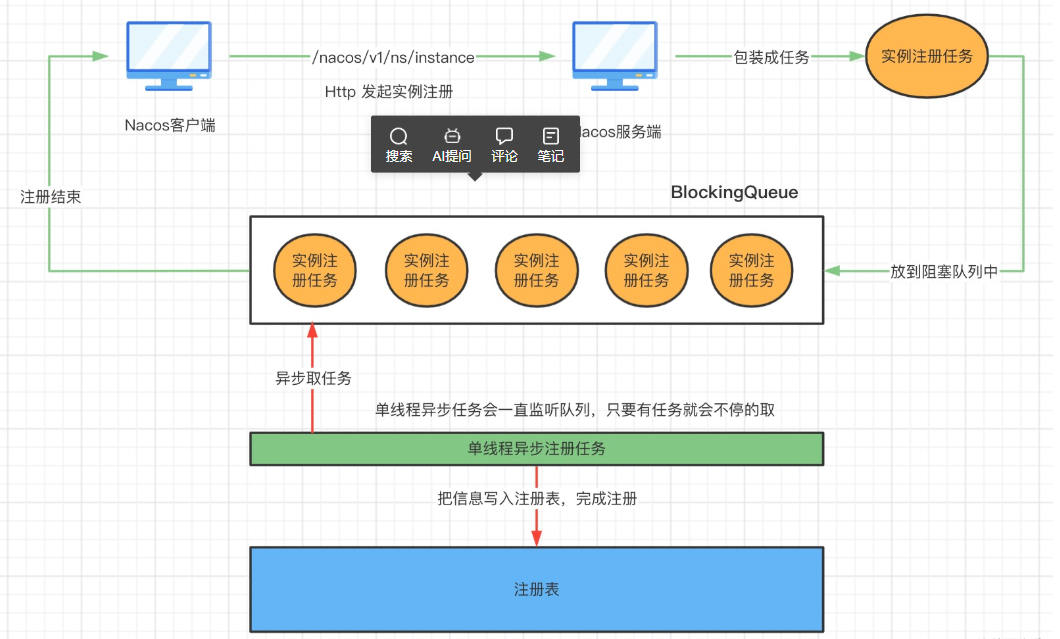 /nacos/v1/ns/instance
包装成任务
实例注册任务
Http 发起实例注册
Nacos客户端
搜索
AI提问
评论
笔记
acos服务端
注册结束
BlockingQueue
实例注
册任务
实例注
册任务
实例注
册任务
实例注
册任务
实例注
册任务
放到阻塞队列中
异步取任务
单线程异步任务会一直监听队列，只要有任务就会不停的取
单线程异步注册任务
把信息写入注册表，完成注册
注册表